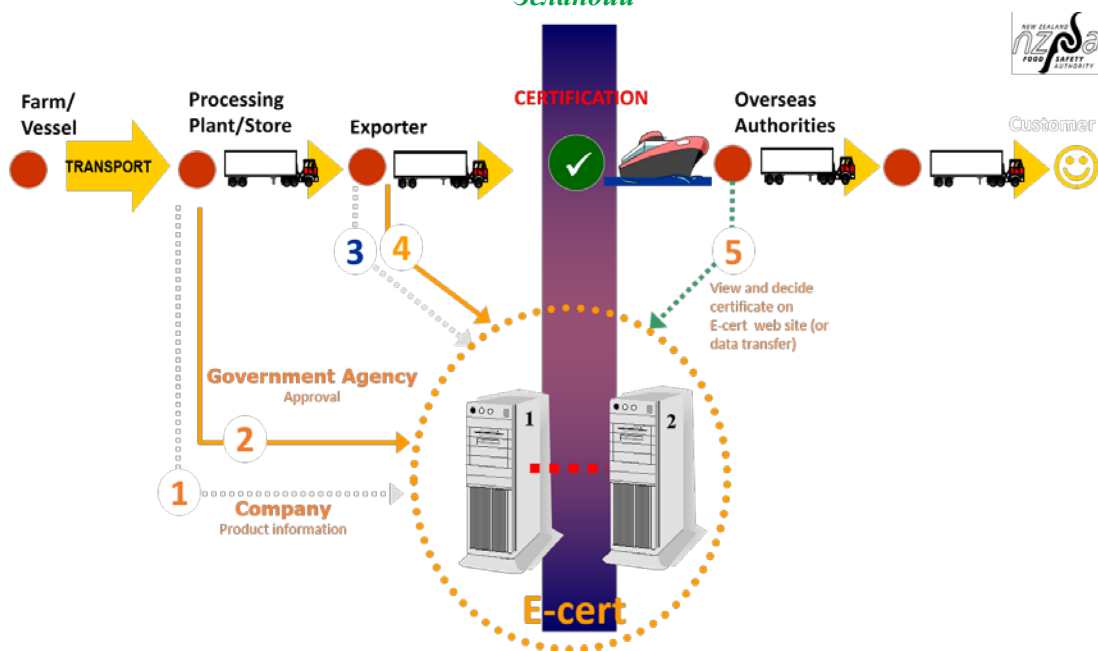 NEW ZEALAND
nzfsa
FOOD SAFETY
AUTHORITY
Farm/
Vessel
Processing
Plant/Store
Exporter
CERTIFICATION
Overseas
Authorities
Customer
TRANSPORT
3
4
5
View and decide
certificate on
E-cert web site (or
data transfer)
Government Agency
Approval
2
1
Company
Product information
1
2
E-cert